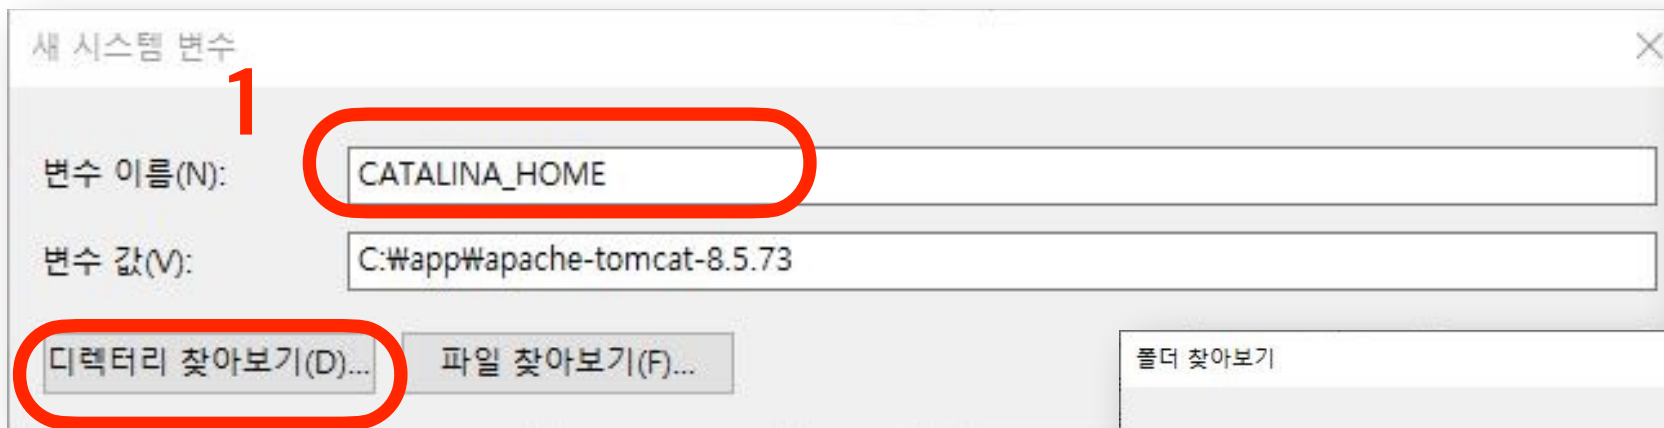 새 시스템 변수
1
변수 이름(N):
CATALINA_HOME
변수 값(V):
C:₩app₩apache-tomcat-8.5.73
디렉터리 찾아보기(D)...
파일 찾아보기(F)...
폴더 찾아보기